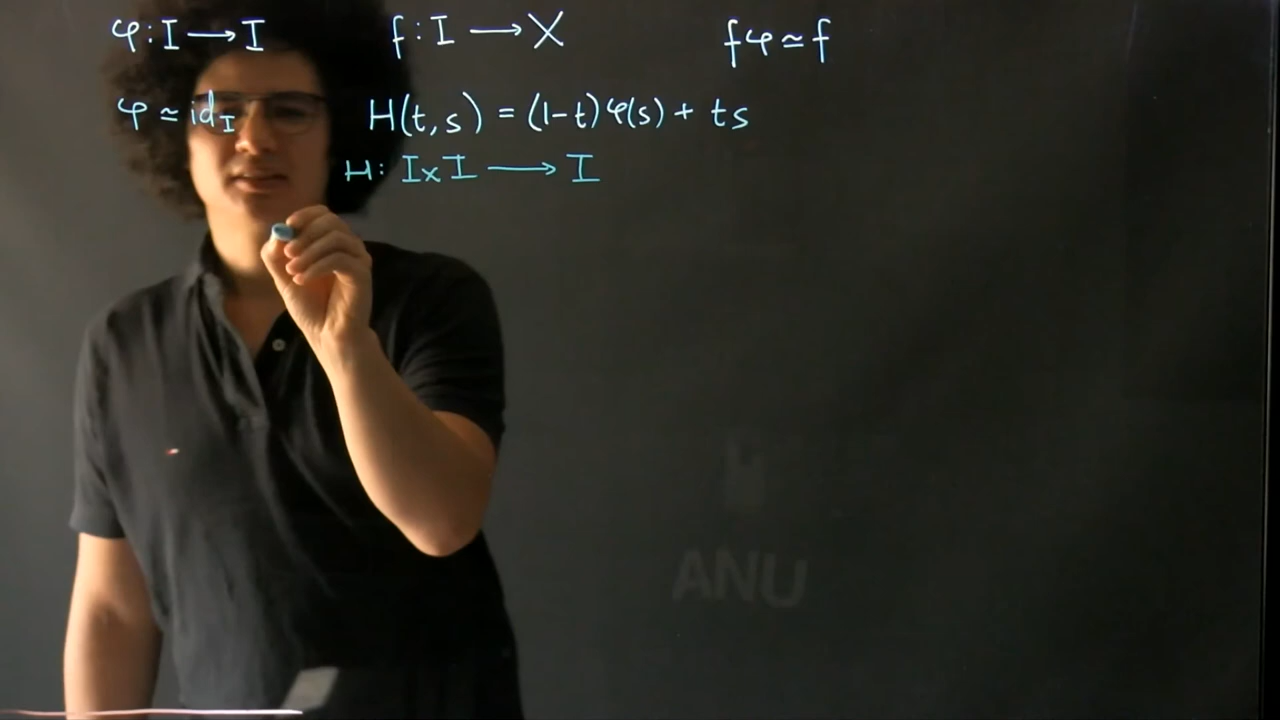 φ: I ⟶ I f: I ⟶ X fφ ≃ f
φ ≃ id_I H(t, s) = (1-t)φ(s) + ts
H: I x I ⟶ I
ANU